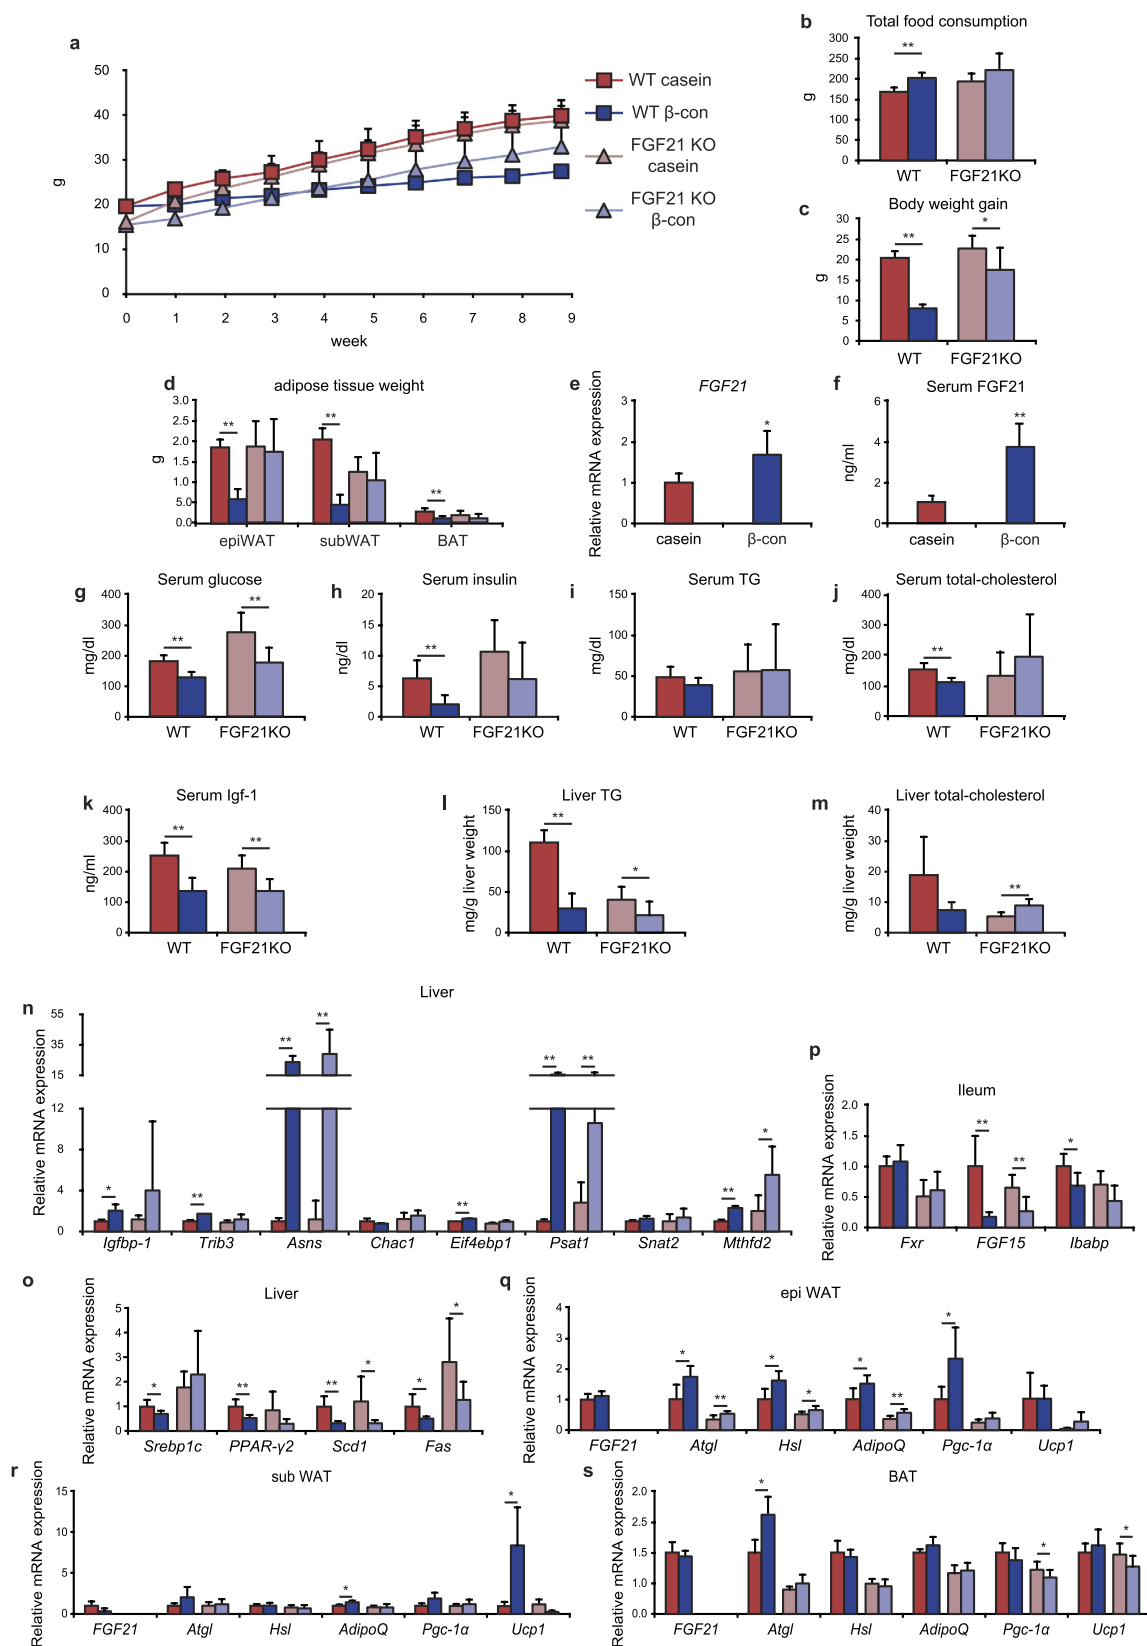 a
50
40
30
20
10
0
g
0 1 2 3 4 5 6 7 8 9
week
WT casein
WT β-con
FGF21 KO
casein
FGF21 KO
β-con
b
Total food consumption
300
250
200
150
100
50
0
g
**
WT FGF21KO
c
Body weight gain
30
25
20
15
10
5
0
g
** *
WT FGF21KO
d
adipose tissue weight
3.0
2.5
2.0
1.5
1.0
5.0
0.0
g
** ** **
epiWAT subWAT BAT
e
FGF21
Relative mRNA expression
3
2
1
0
*
casein β-con
f
Serum FGF21
ng/ml
6
4
2
0
**
casein β-con
g
Serum glucose
mg/dl
400
300
200
100
0
** **
WT FGF21KO
h
Serum insulin
ng/dl
20
15
10
5
0
**
WT FGF21KO
i
Serum TG
mg/dl
150
100
50
0
WT FGF21KO
j
Serum total-cholesterol
mg/dl
400
300
200
100
0
**
WT FGF21KO
k
Serum Igf-1
ng/ml
400
300
200
100
0
** **
WT FGF21KO
l
Liver TG
mg/g liver weight
150
100
50
0
** *
WT FGF21KO
m
Liver total-cholesterol
mg/g liver weight
40
30
20
10
0
**
WT FGF21KO
n
Liver
Relative mRNA expression
55
35
15
12
8
4
0
* ** ** ** ** ** ** ** *
Igfbp-1 Trib3 Asns Chac1 Eif4ebp1 Psat1 Snat2 Mthfd2
p
Ileum
Relative mRNA expression
2.0
1.5
1.0
0.5
0.0
** ** *
Fxr FGF15 Ibabp
o
Liver
Relative mRNA expression
5
4
3
2
1
0
* ** ** * * *
Srebp1c PPAR-γ2 Scd1 Fas
q
epi WAT
Relative mRNA expression
4
3
2
1
0
* ** * * * ** *
FGF21 Atgl Hsl AdipoQ Pgc-1α Ucp1
r
sub WAT
Relative mRNA expression
15
10
5
0
* *
FGF21 Atgl Hsl AdipoQ Pgc-1α Ucp1
s
BAT
Relative mRNA expression
2.0
2.5
1.5
1.0
0.0
* * *
FGF21 Atgl Hsl AdipoQ Pgc-1α Ucp1